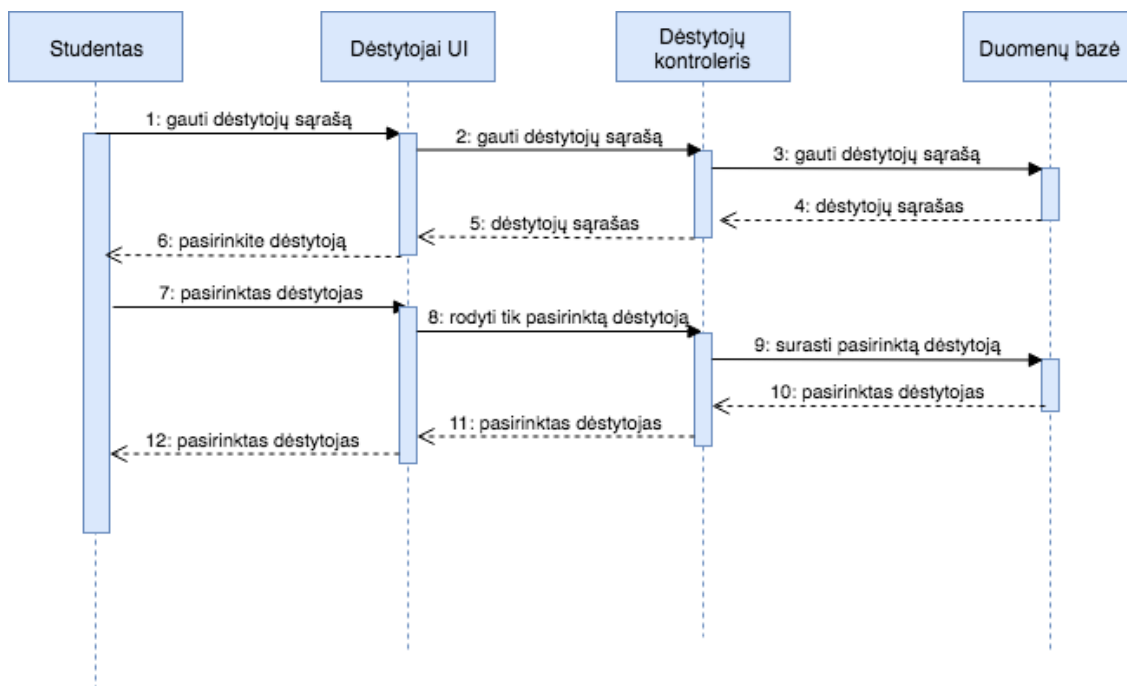 Studentas
Dėstytojai UI
Dėstytojų
kontroleris
Duomenų bazė
1: gauti dėstytojų sąrašą
2: gauti dėstytojų sąrašą
3: gauti dėstytojų sąrašą
4: dėstytojų sąrašas
5: dėstytojų sąrašas
6: pasirinkite dėstytoją
7: pasirinktas dėstytojas
8: rodyti tik pasirinktą dėstytoją
9: surasti pasirinktą dėstytoją
10: pasirinktas dėstytojas
11: pasirinktas dėstytojas
12: pasirinktas dėstytojas